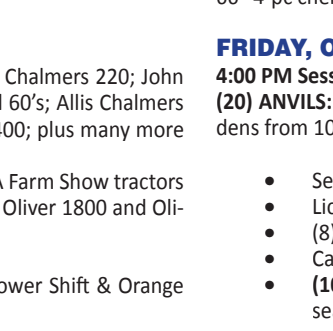 Chalmers 220; John
60's; Allis Chalmers
400; plus many more
Farm Show tractors
Oliver 1800 and Oli-
ower Shift & Orange
FRIDAY, O
4:00 PM Sess
(20) ANVILS:
dens from 10
• Se
• Lic
• (8)
• Ca
• (10
se